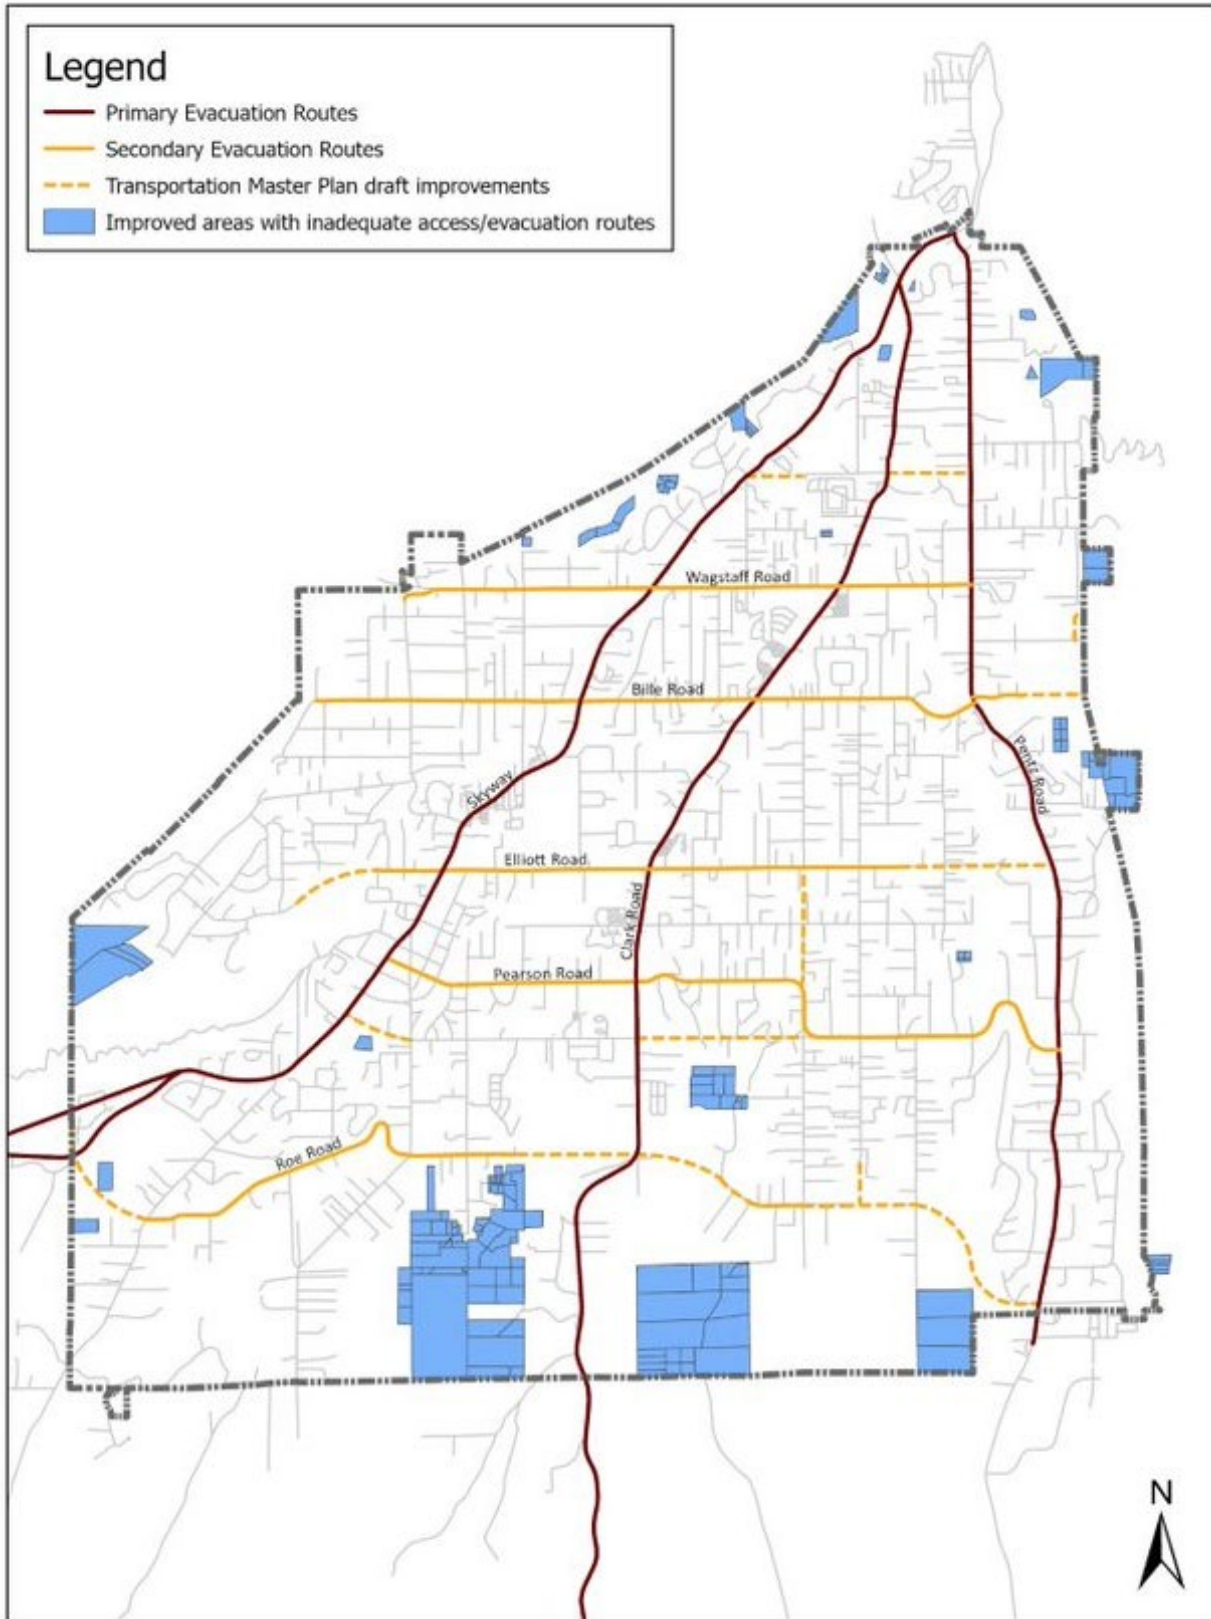 Legend
Primary Evacuation Routes
Secondary Evacuation Routes
Transportation Master Plan draft improvements
Improved areas with inadequate access/evacuation routes
Wagstaff Road
Bille Road
Pentz Road
Skyway
Elliott Road
Clark Road
Pearson Road
Roe Road
N